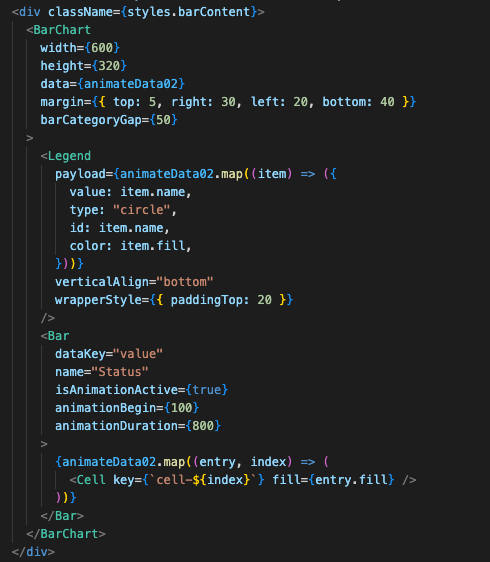 <div className={styles.barContent}>
<BarChart
width={600}
height={320}
data={animateData02}
margin={{ top: 5, right: 30, left: 20, bottom: 40 }}
barCategoryGap={50}
>
<Legend
payload={animateData02.map((item) => ({
value: item.name,
type: "circle",
id: item.name,
color: item.fill,
}))}
verticalAlign="bottom"
wrapperStyle={{ paddingTop: 20 }}
/>
<Bar
dataKey="value"
name="Status"
isAnimationActive={true}
animationBegin={100}
animationDuration={800}
>
{animateData02.map((entry, index) => (
<Cell key={`cell-${index}`} fill={entry.fill} />
))}
</Bar>
</BarChart>
</div>